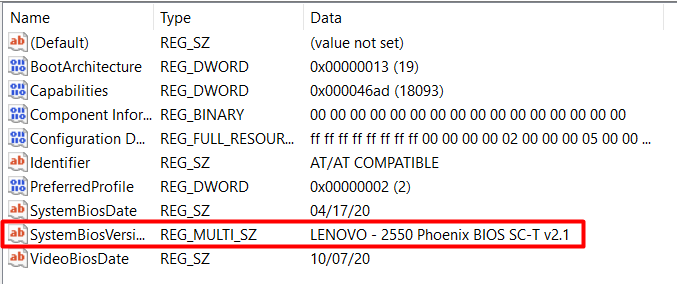 Name Type Data
(Default) REG_SZ (value not set)
BootArchitecture REG_DWORD 0x00000013 (19)
Capabilities REG_DWORD 0x000046ad (18093)
Component Infor... REG_BINARY 00 00 00 00 00 00 00 00 00 00 00 00 00 00 00 00
Configuration D... REG_FULL_RESOUR... ff ff ff ff ff ff ff ff 00 00 00 00 02 00 00 00 05 00 00 ...
Identifier REG_SZ AT/AT COMPATIBLE
PreferredProfile REG_DWORD 0x00000002 (2)
SystemBiosDate REG_SZ 04/17/20
SystemBiosVersi... REG_MULTI_SZ LENOVO - 2550 Phoenix BIOS SC-T v2.1
VideoBiosDate REG_SZ 10/07/20